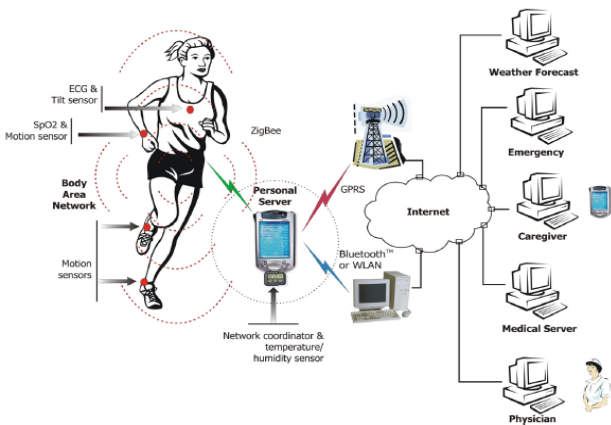 ECG &
Tilt sensor
SpO2 &
Motion sensor
Body
Area
Network
Motion
sensors
ZigBee
Personal
Server
Network coordinator &
temperature/
humidity sensor
GPRS
Bluetooth™
or WLAN
Internet
Weather Forecast
Emergency
Caregiver
Medical Server
Physician